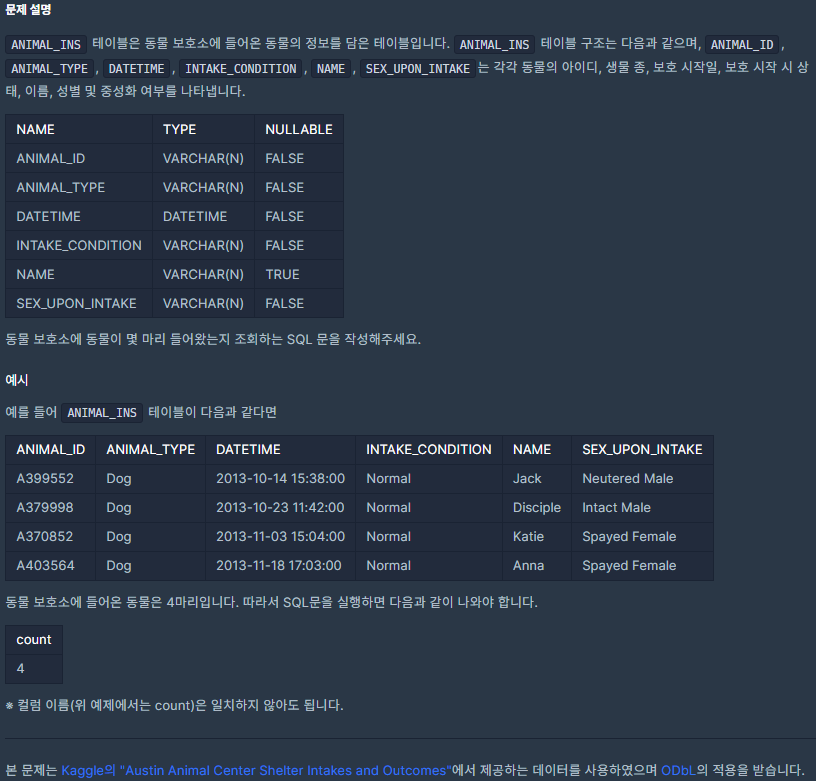 문제 설명
ANIMAL_INS 테이블은 동물 보호소에 들어온 동물의 정보를 담은 테이블입니다. ANIMAL_INS 테이블 구조는 다음과 같으며, ANIMAL_ID ,
ANIMAL_TYPE , DATETIME , INTAKE_CONDITION , NAME , SEX_UPON_INTAKE 는 각각 동물의 아이디, 생물 종, 보호 시작일, 보호 시작 시 상
태, 이름, 성별 및 중성화 여부를 나타냅니다.
NAME TYPE NULLABLE
ANIMAL_ID VARCHAR(N) FALSE
ANIMAL_TYPE VARCHAR(N) FALSE
DATETIME DATETIME FALSE
INTAKE_CONDITION VARCHAR(N) FALSE
NAME VARCHAR(N) TRUE
SEX_UPON_INTAKE VARCHAR(N) FALSE
동물 보호소에 동물이 몇 마리 들어왔는지 조회하는 SQL 문을 작성해주세요.
예시
예를 들어 ANIMAL_INS 테이블이 다음과 같다면
ANIMAL_ID ANIMAL_TYPE DATETIME INTAKE_CONDITION NAME SEX_UPON_INTAKE
A399552 Dog 2013-10-14 15:38:00 Normal Jack Neutered Male
A379998 Dog 2013-10-23 11:42:00 Normal Disciple Intact Male
A370852 Dog 2013-11-03 15:04:00 Normal Katie Spayed Female
A403564 Dog 2013-11-18 17:03:00 Normal Anna Spayed Female
동물 보호소에 들어온 동물은 4마리입니다. 따라서 SQL문을 실행하면 다음과 같이 나와야 합니다.
count
4
※ 컬럼 이름(위 예제에서는 count)은 일치하지 않아도 됩니다.
본 문제는 Kaggle의 "Austin Animal Center Shelter Intakes and Outcomes"에서 제공하는 데이터를 사용하였으며 ODbL의 적용을 받습니다.